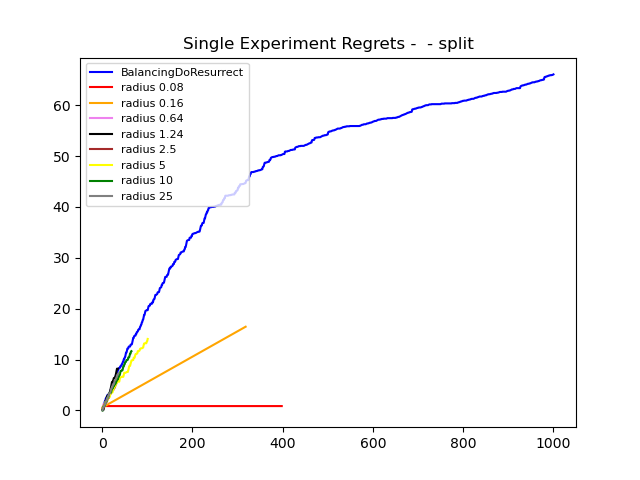 Single Experiment Regrets -  - split
BalancingDoResurrect
radius 0.08
radius 0.16
radius 0.64
radius 1.24
radius 2.5
radius 5
radius 10
radius 25
60
50
40
30
20
10
0
0 200 400 600 800 1000